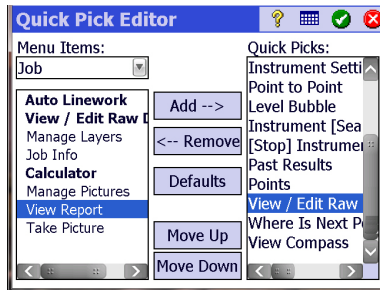 Quick Pick Editor
Menu Items:
Job
Auto Linework
View / Edit Raw D
Manage Layers
Job Info
Calculator
Manage Pictures
View Report
Take Picture
Add -->
<-- Remove
Defaults
Move Up
Move Down
Quick Picks:
Instrument Setti
Point to Point
Level Bubble
Instrument [Sea
[Stop] Instrumer
Past Results
Points
View / Edit Raw
Where Is Next P
View Compass